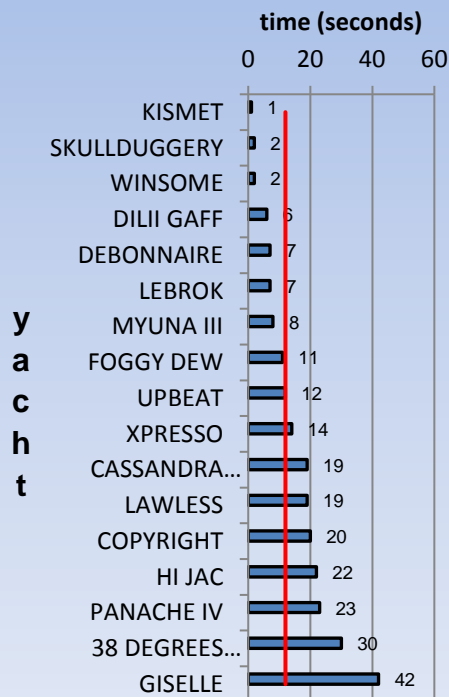 time (seconds)
0 20 40 60
KISMET 1
SKULLDUGGERY 2
WINSOME 2
DILII GAFF 6
DEBONNAIRE 7
LEBROK 7
MYUNA III 8
FOGGY DEW 11
UPBEAT 12
XPRESSO 14
CASSANDRA... 19
LAWLESS 19
COPYRIGHT 20
HI JAC 22
PANACHE IV 23
38 DEGREES... 30
GISELLE 42
yacht